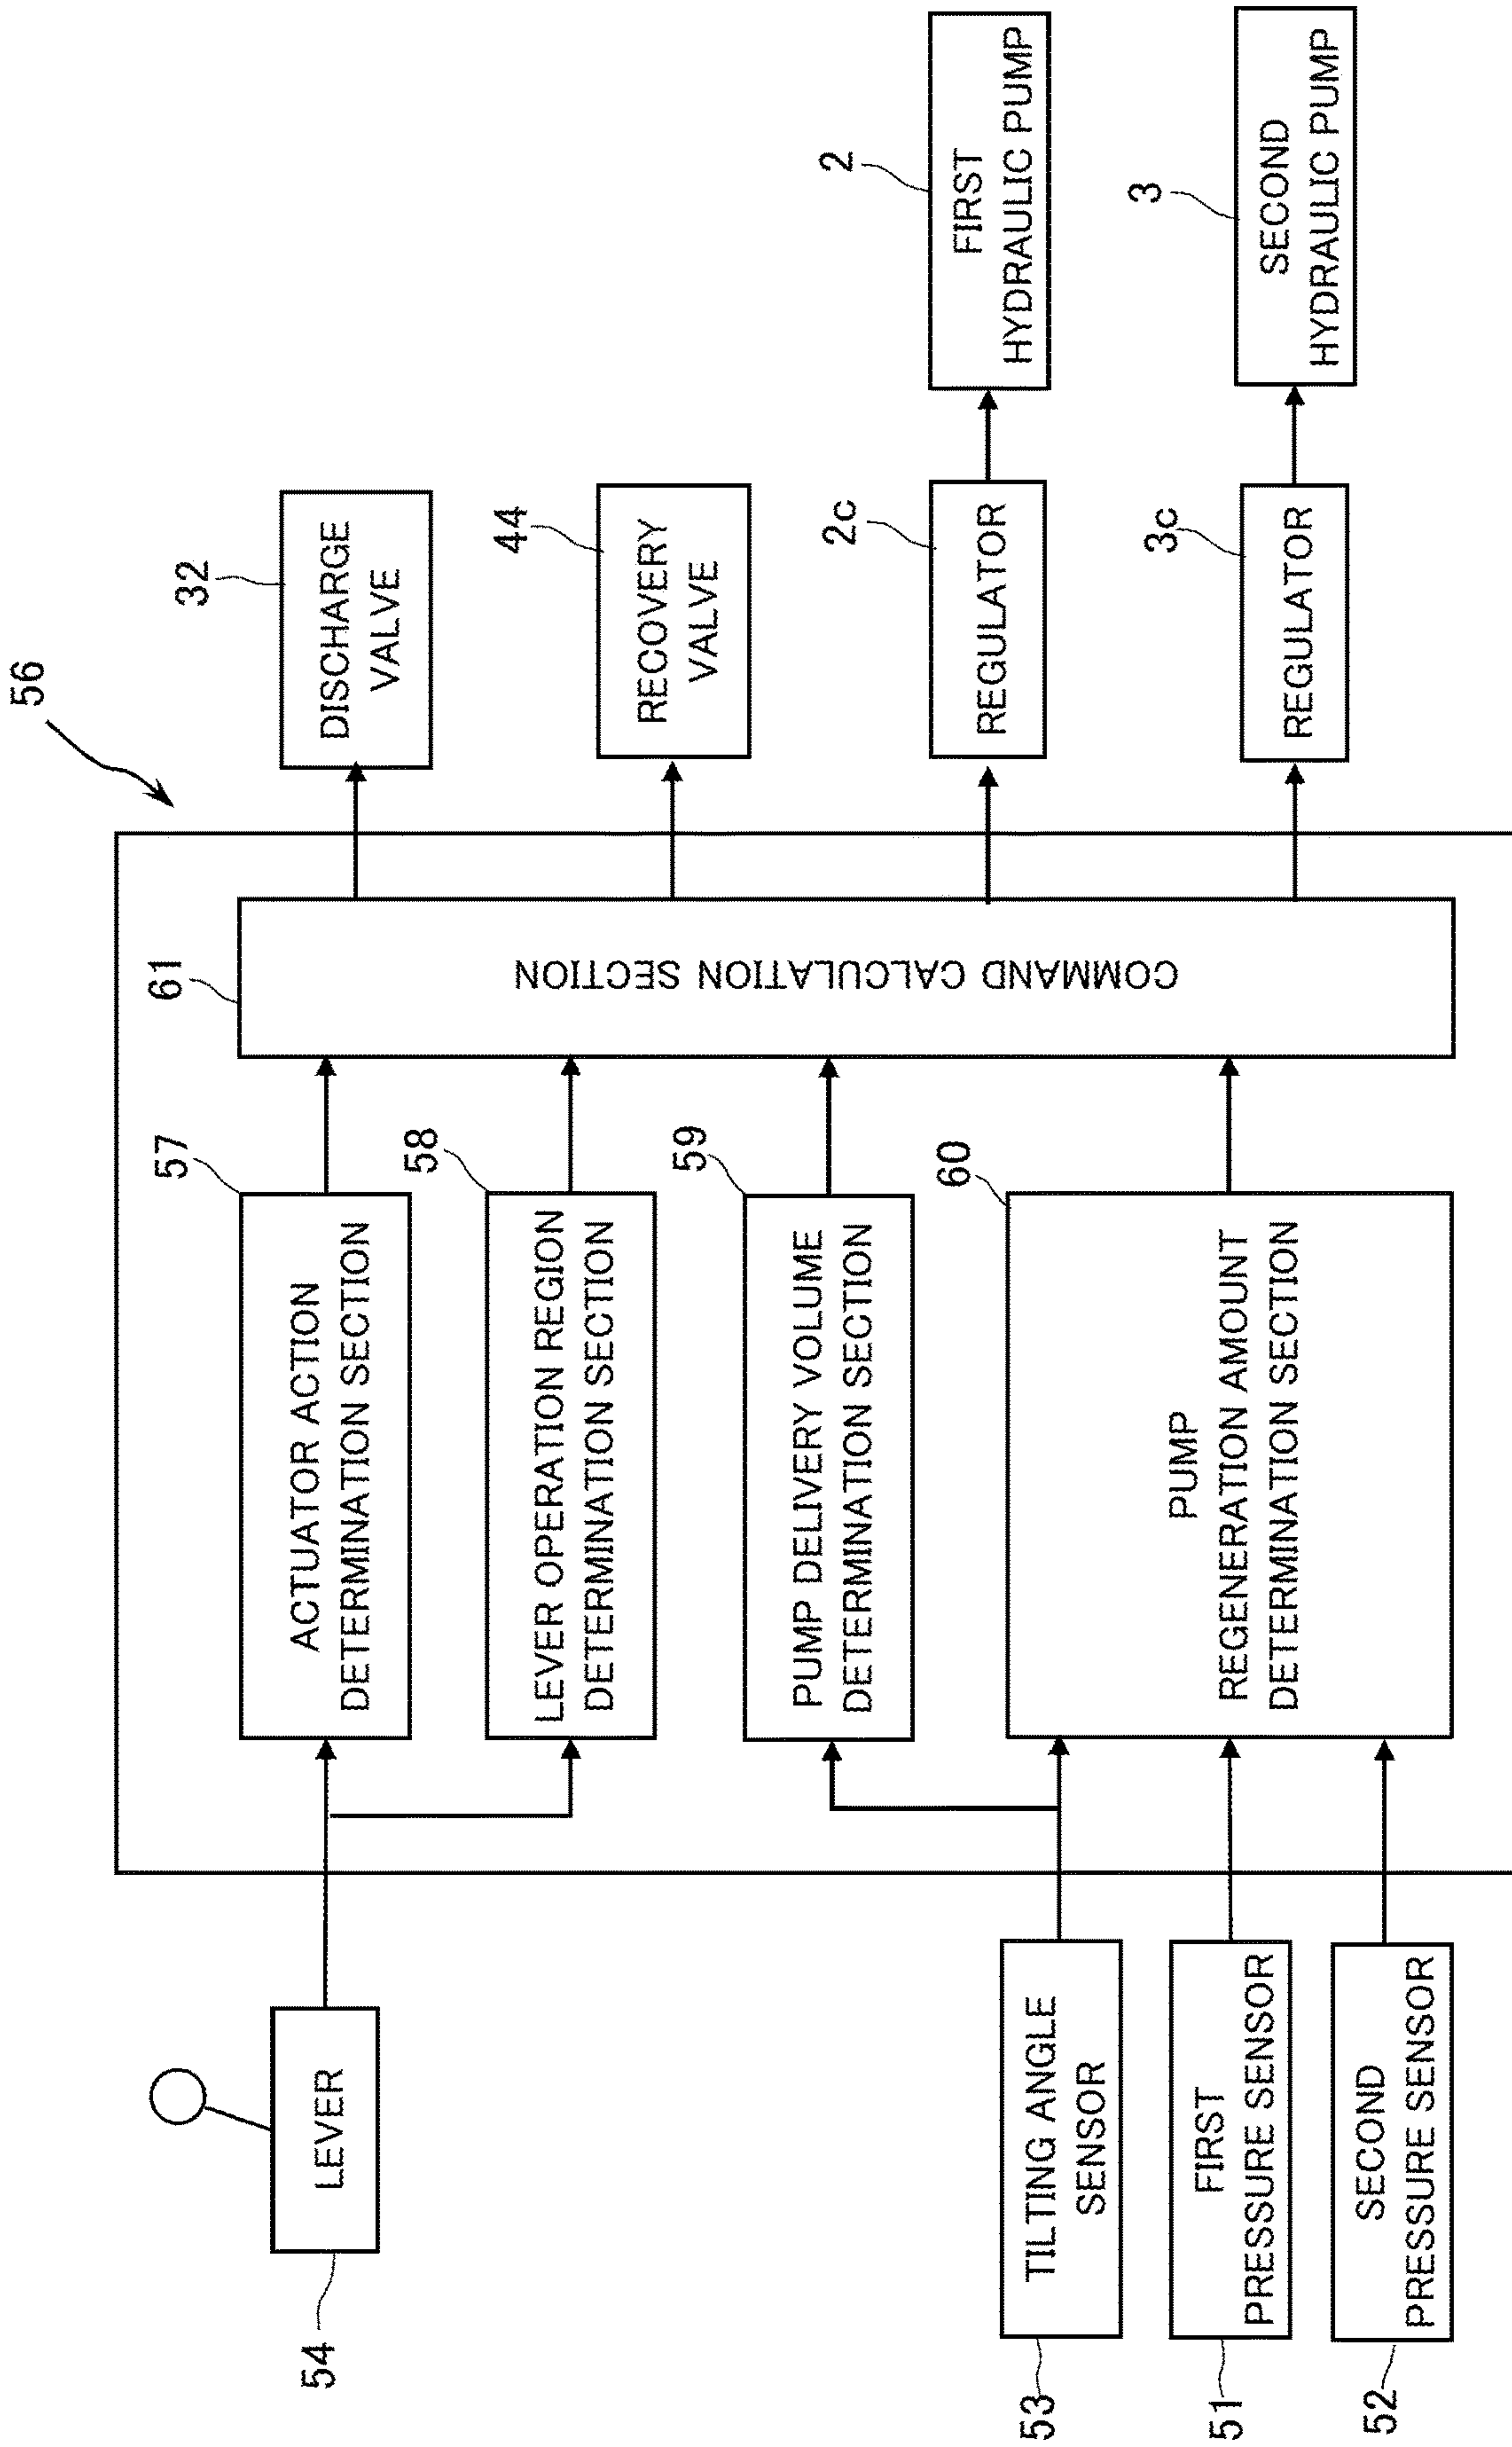 56
54
LEVER
53
TILTING ANGLE
SENSOR
51
FIRST
PRESSURE SENSOR
52
SECOND
PRESSURE SENSOR
57
ACTUATOR ACTION
DETERMINATION SECTION
58
LEVER OPERATION REGION
DETERMINATION SECTION
59
PUMP DELIVERY VOLUME
DETERMINATION SECTION
60
PUMP
REGENERATION AMOUNT
DETERMINATION SECTION
61
COMMAND CALCULATION SECTION
32
DISCHARGE
VALVE
44
RECOVERY
VALVE
2c
REGULATOR
3c
REGULATOR
2
FIRST
HYDRAULIC PUMP
3
SECOND
HYDRAULIC PUMP